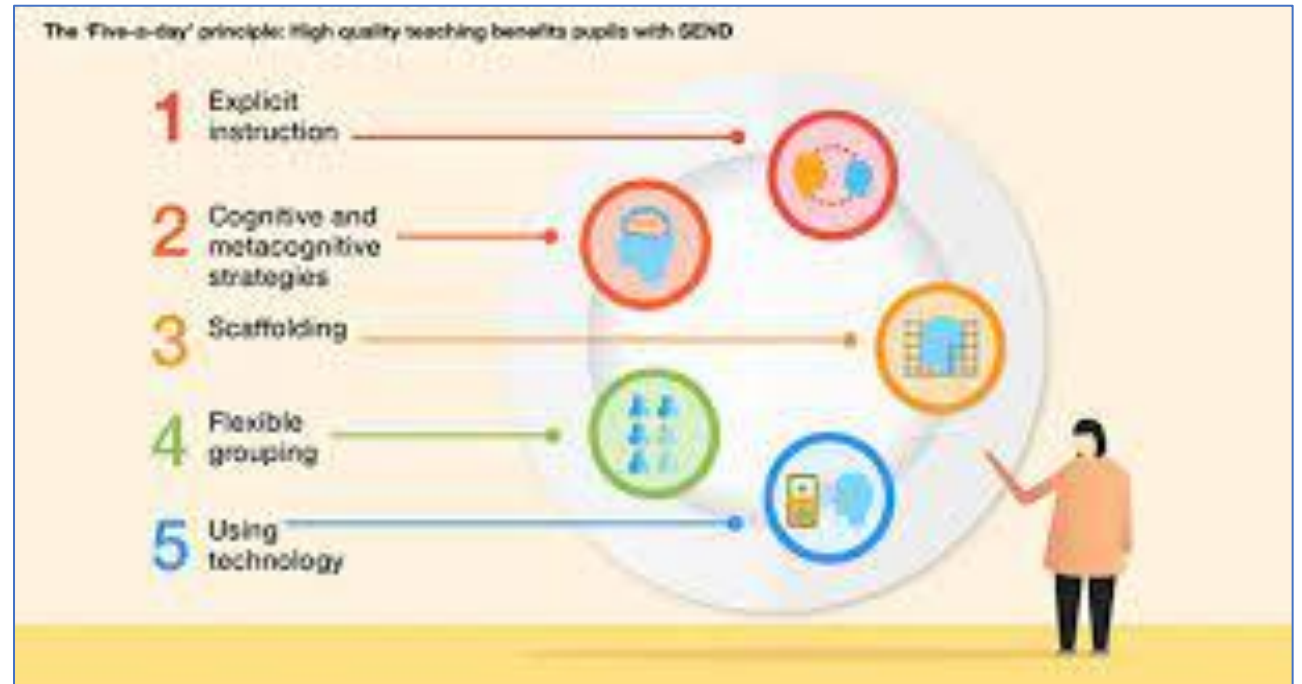 The 'Five-a-day' principle: High quality teaching benefits pupils with SEND
1 Explicit
instruction
2 Cognitive and
metacognitive
strategies
3 Scaffolding
4 Flexible
grouping
5 Using
technology